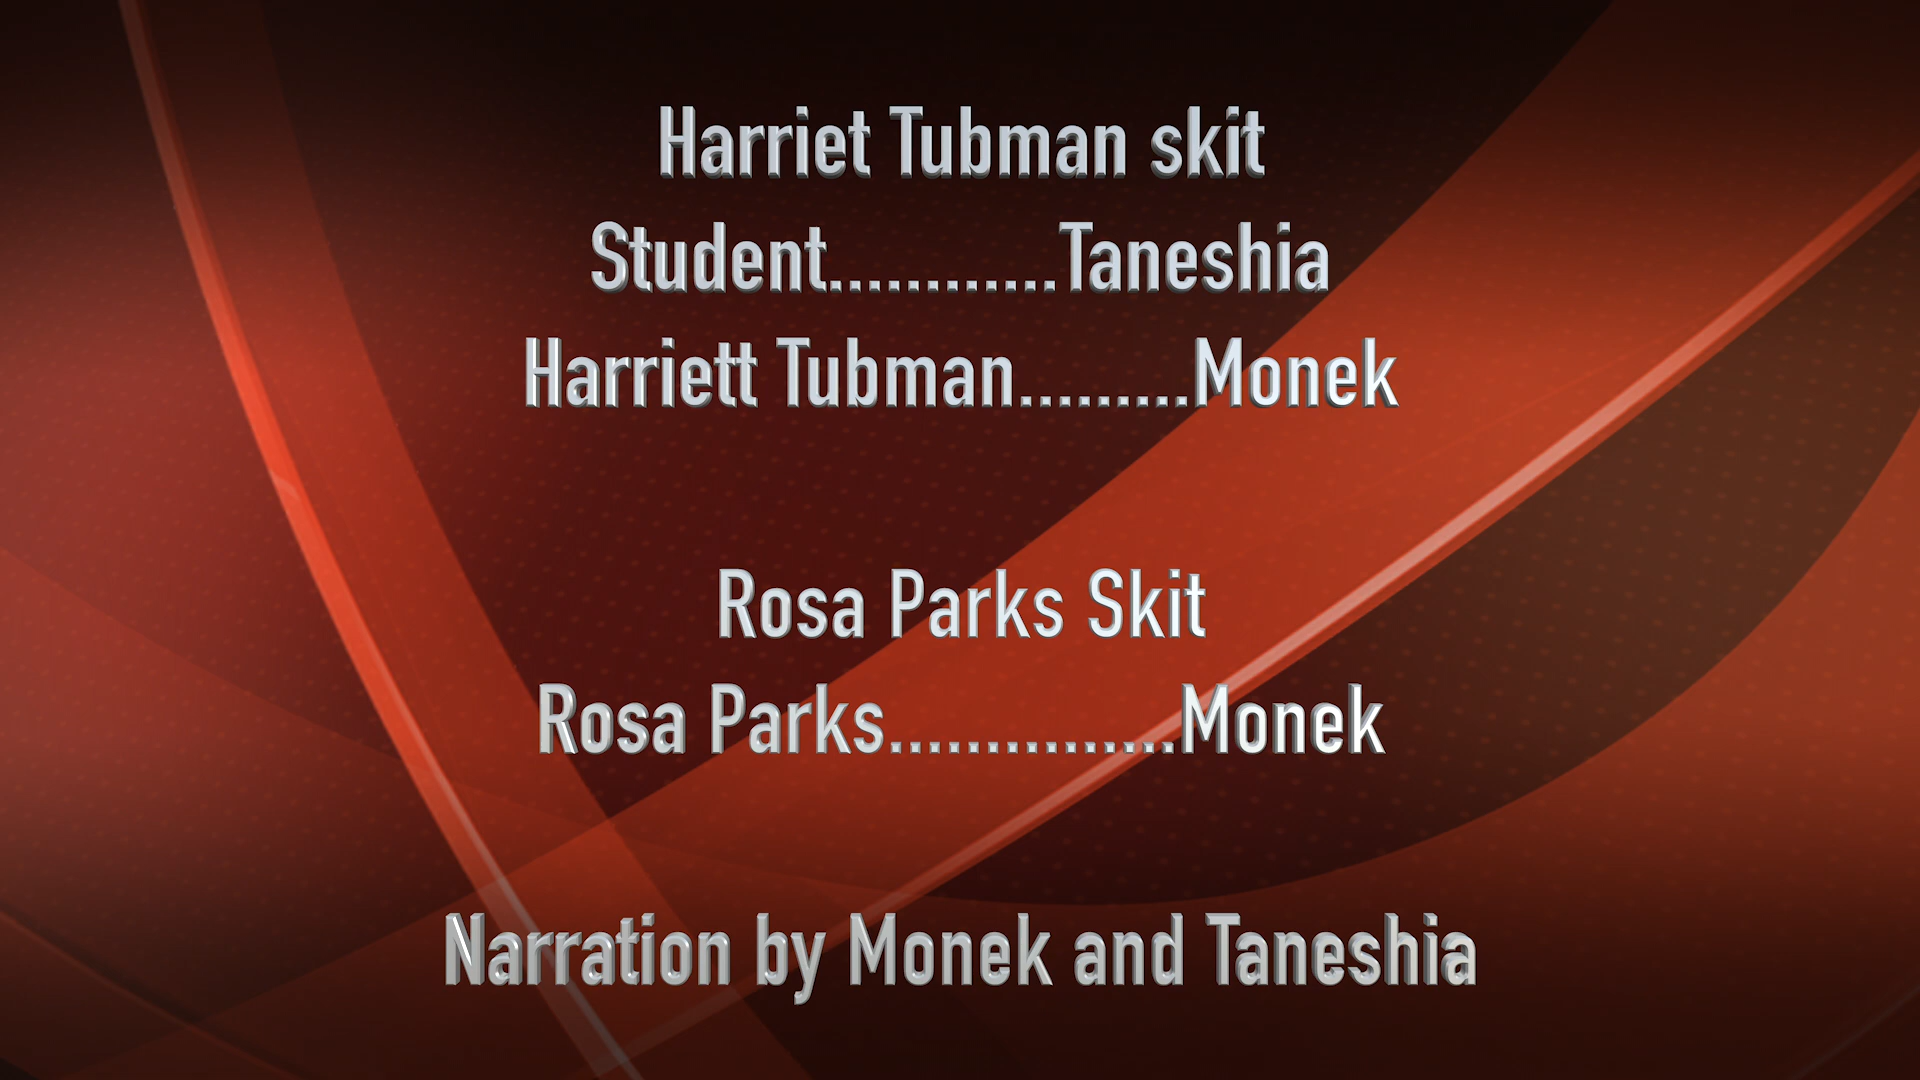 Harriet Tubman skit
Student............Taneshia
Harriett Tubman.........Monek
Rosa Parks Skit
Rosa Parks...............Monek
Narration by Monek and Taneshia